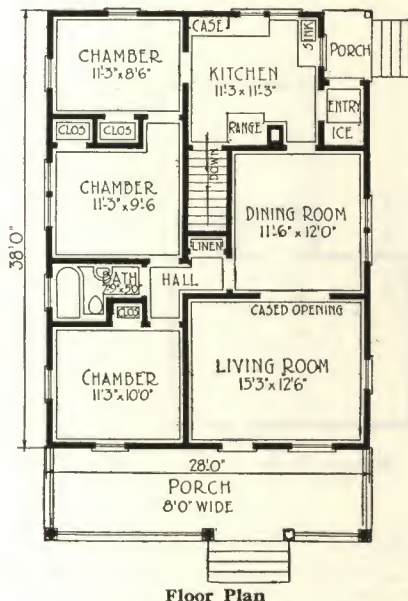 CASE
SINK
PORCH
CHAMBER
11'-3"x8'6"
KITCHEN
11'-3 x 11'-3"
ENTRY
ICE
CLOS
CLOS
RANGE
DOWN
CHAMBER
11'-3"x9'-6
DINING ROOM
11'-6"x12'0"
LINEN
BATH
HALL
38'-0"
CASED OPENING
CLOS
CHAMBER
11'3"x10'0"
LIVING ROOM
15'3"x12'6"
28'-0"
PORCH
8'-0" WIDE
Floor Plan